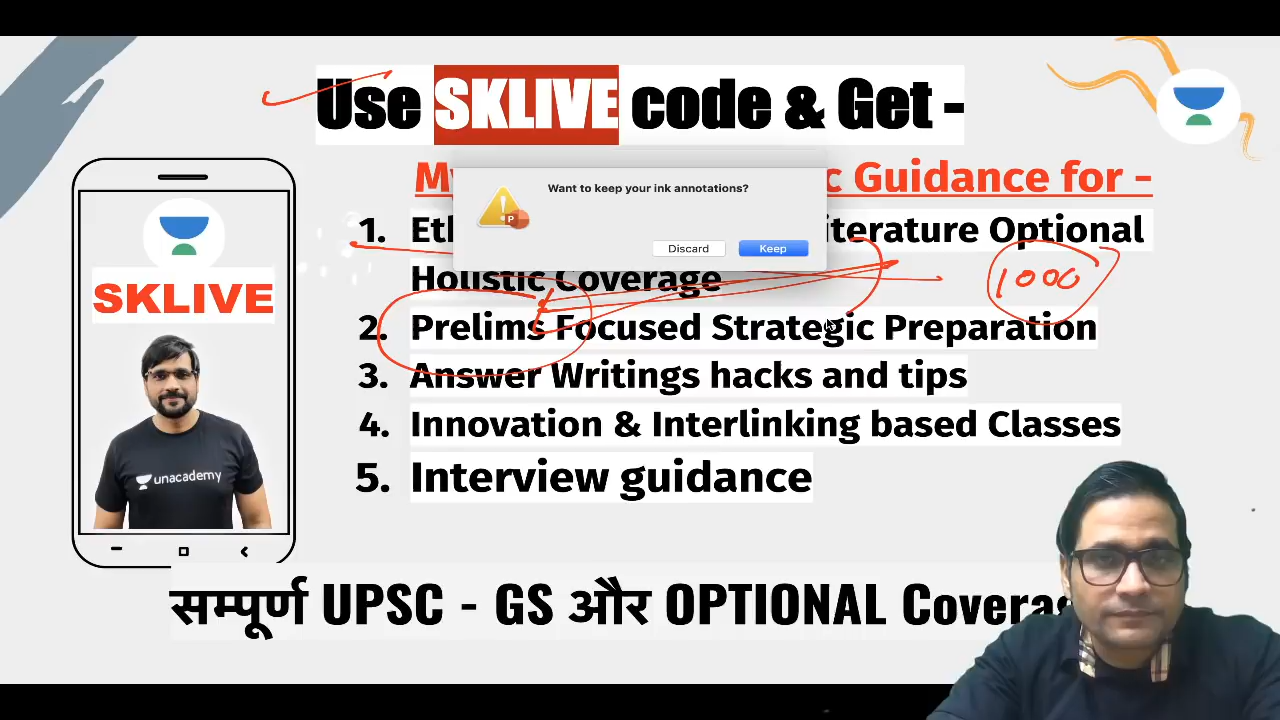 Use SKLIVE code & Get -
My c Guidance for -
1. Et iterature Optional
Holistic Coverage
1000
2. Prelims Focused Strategic Preparation
3. Answer Writings hacks and tips
4. Innovation & Interlinking based Classes
5. Interview guidance
Want to keep your ink annotations?
Discard Keep
SKLIVE
unacademy
सम्पूर्ण UPSC - GS और OPTIONAL Coverag